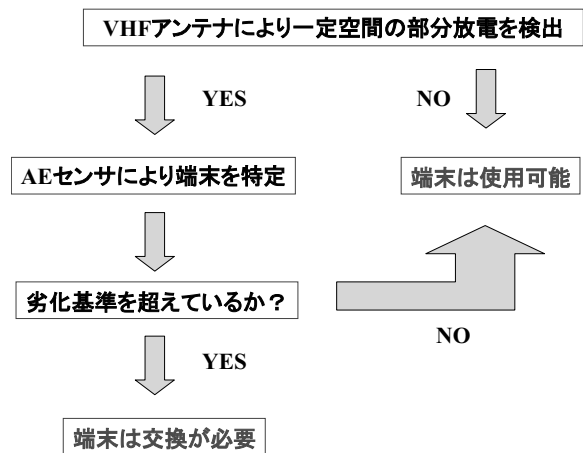 VHFアンテナにより一定空間の部分放電を検出
YES
NO
AEセンサにより端末を特定
端末は使用可能
劣化基準を超えているか？
NO
YES
端末は交換が必要